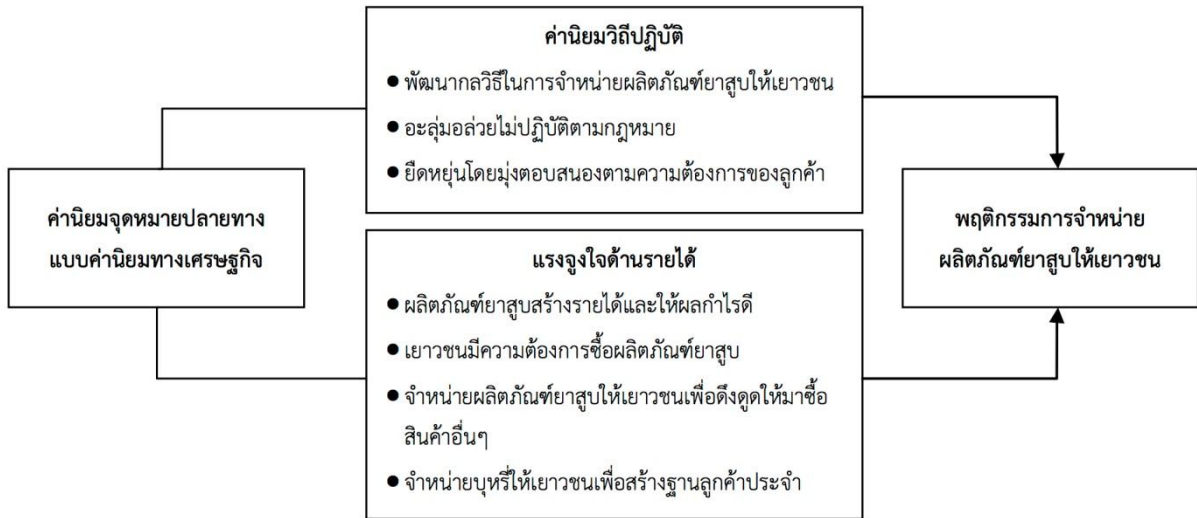 ค่านิยมวิถีปฏิบัติ
● พัฒนากลวิธีในการจำหน่ายผลิตภัณฑ์ยาสูบให้เยาวชน
● อะลุ่มอล่วยไม่ปฏิบัติตามกฎหมาย
● ยืดหยุ่นโดยมุ่งตอบสนองตามความต้องการของลูกค้า
ค่านิยมจุดหมายปลายทาง
แบบค่านิยมทางเศรษฐกิจ
พฤติกรรมการจำหน่าย
ผลิตภัณฑ์ยาสูบให้เยาวชน
แรงจูงใจด้านรายได้
● ผลิตภัณฑ์ยาสูบสร้างรายได้และให้ผลกำไรดี
● เยาวชนมีความต้องการซื้อผลิตภัณฑ์ยาสูบ
● จำหน่ายผลิตภัณฑ์ยาสูบให้เยาวชนเพื่อดึงดูดให้มาซื้อ
สินค้าอื่นๆ
● จำหน่ายบุหรี่ให้เยาวชนเพื่อสร้างฐานลูกค้าประจำ